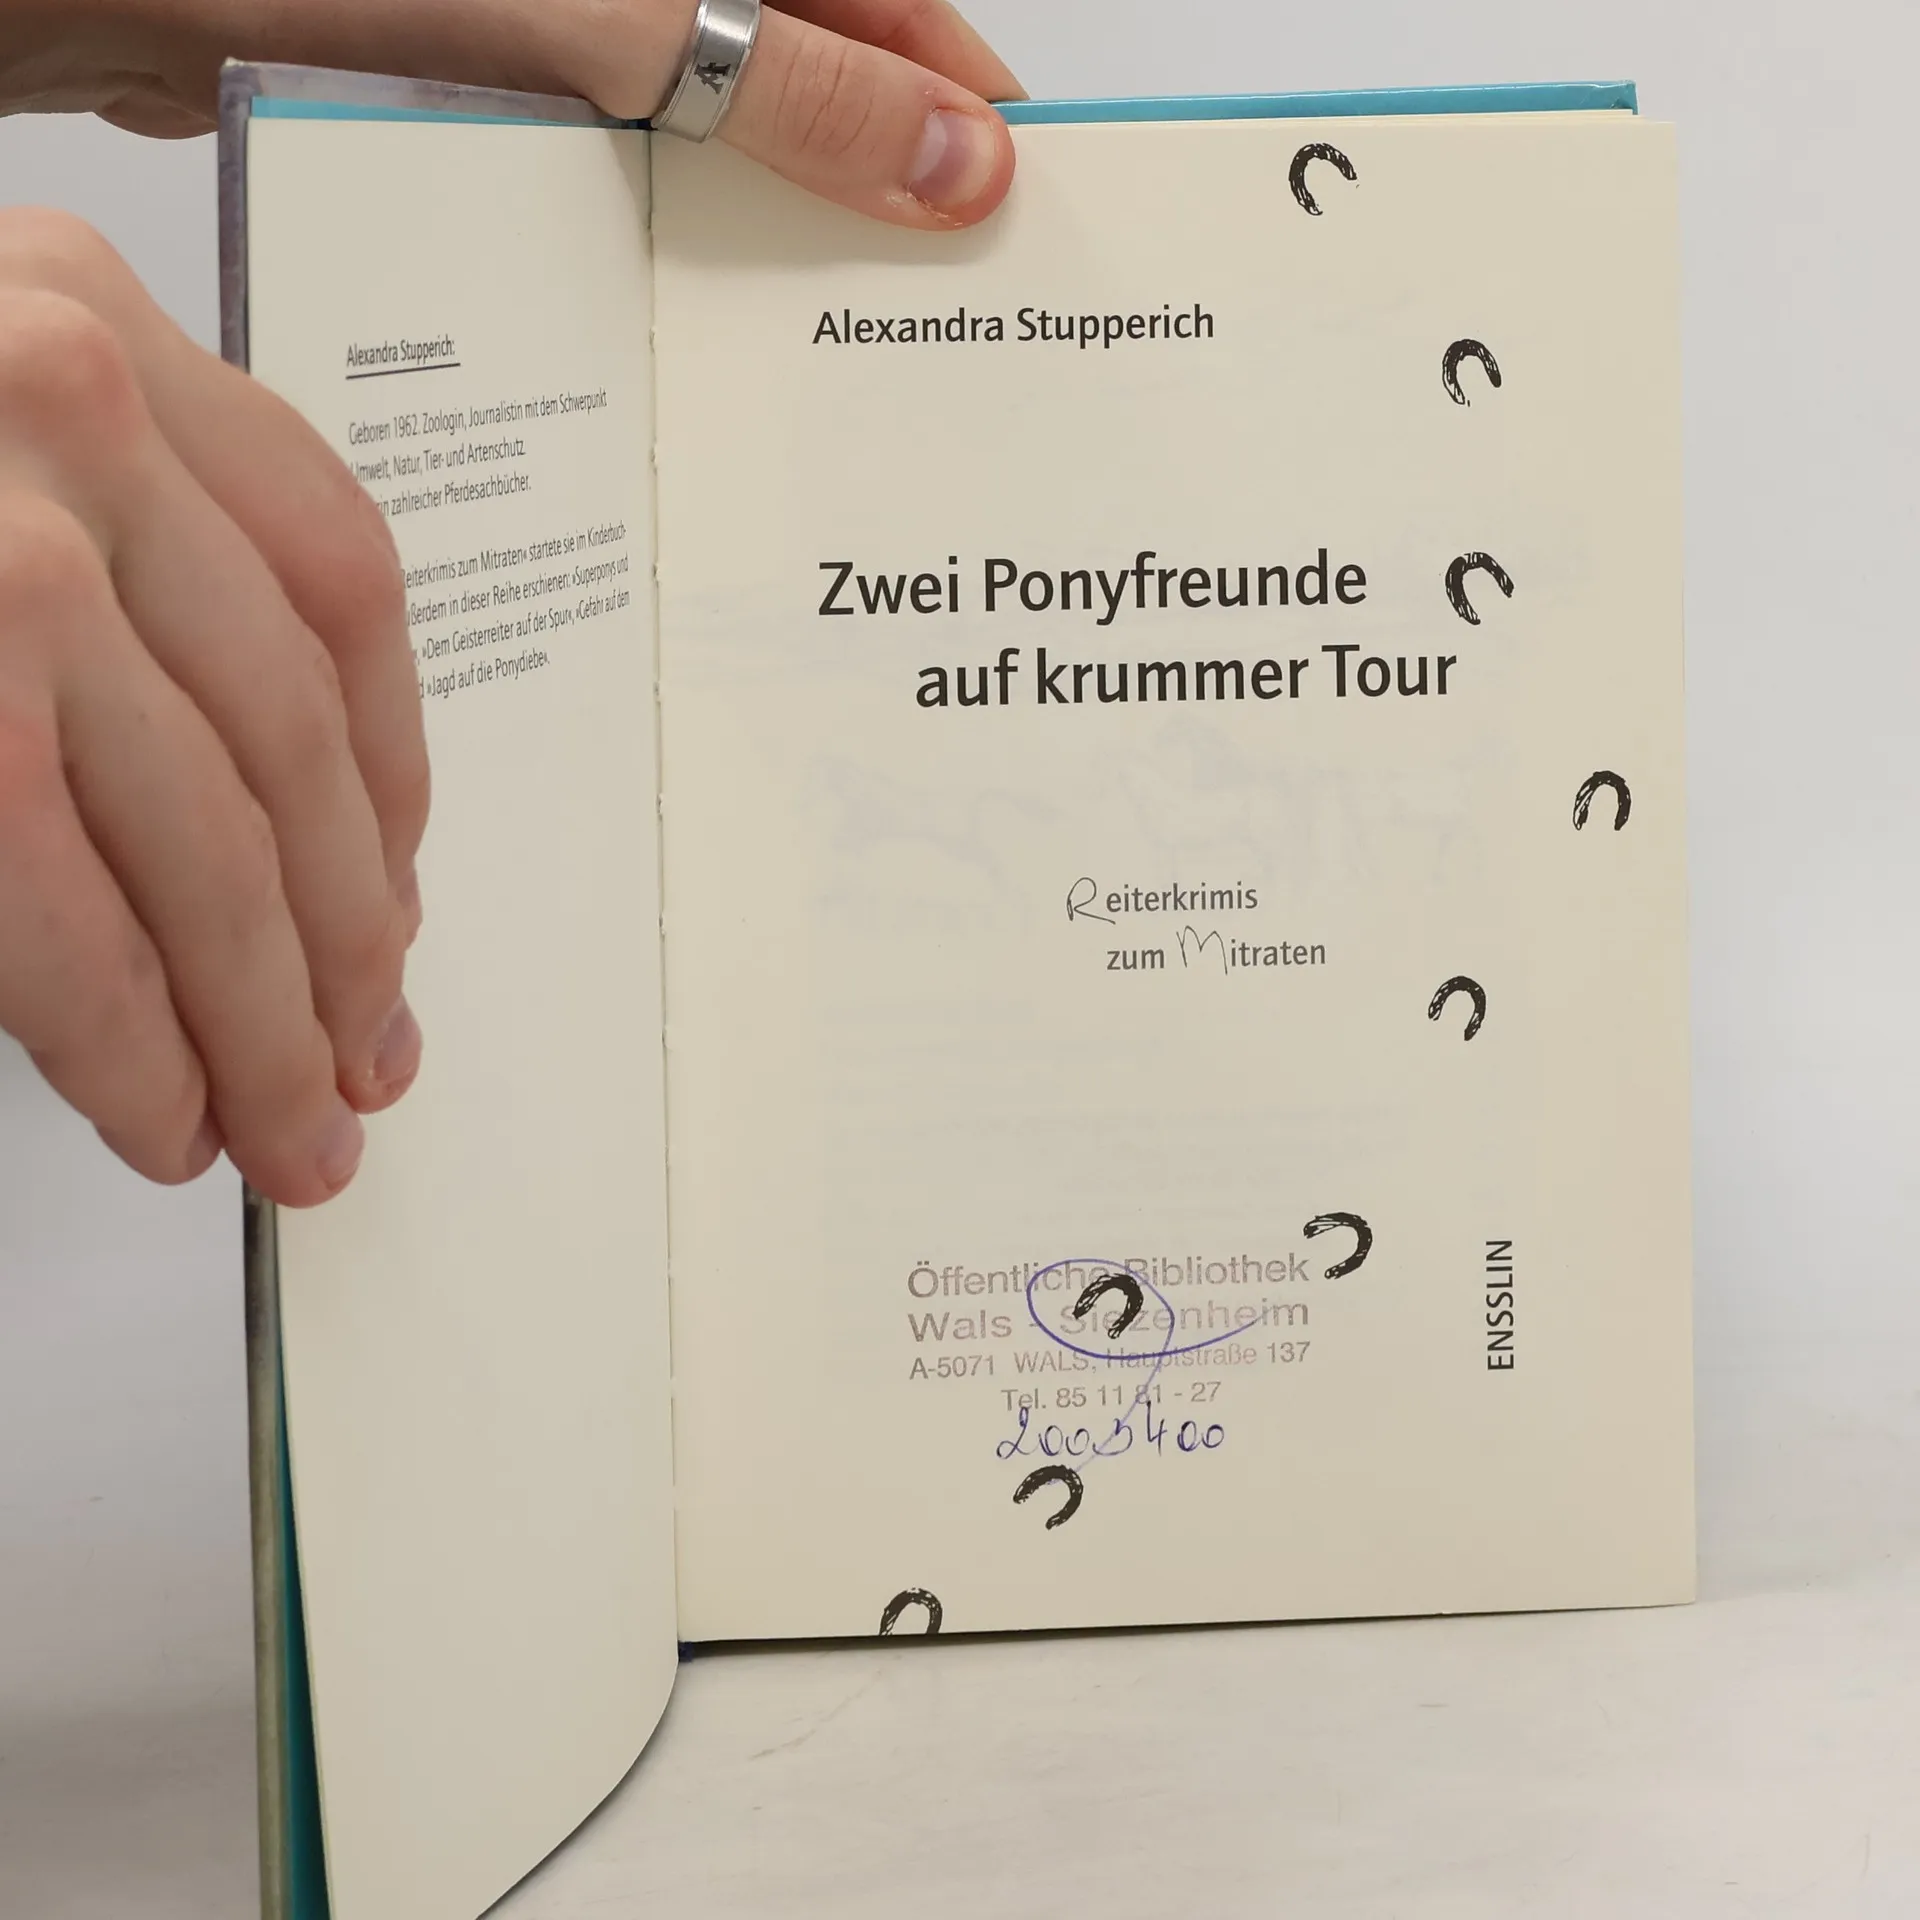 Alexandra Stupperich:
Geboren 1962. Zoologin, Journalistin mit dem Schwerpunkt
Umwelt, Natur, Tier- und Artenschutz.
zahlreicher Pferdesachbücher.
eiterkrimis zum Mitraten« startete sie im Kinderbuch-
ßerdem in dieser Reihe erschienen: »Superponys und
»Dem Geisterreiter auf der Spur«, »Gefahr auf dem
»Jagd auf die Ponydiebe«.
Alexandra Stupperich
Zwei Ponyfreunde
auf krummer Tour
Reiterkrimis
zum Mitraten
Öffentliche Bibliothek
Wals - Siezenheim
A-5071 WALS, Hauptstraße 137
Tel. 85 11 81 - 27
ENSSLIN
A